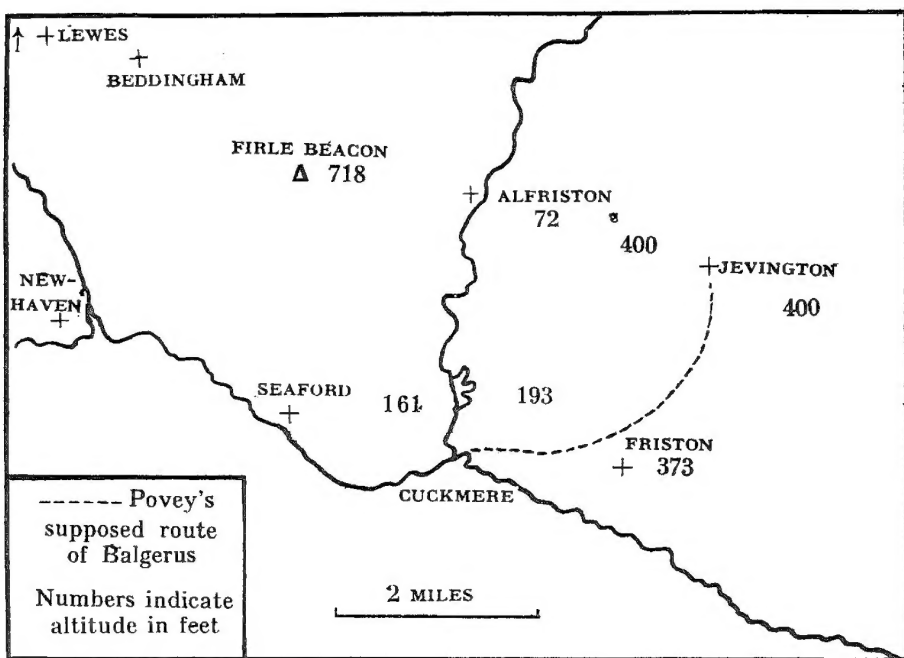 ↑ +LEWES
BEDDINGHAM
FIRLE BEACON
Δ 718
ALFRISTON
72
400
JEVINGTON
400
NEW-
HAVEN
SEAFORD
161
193
FRISTON
373
CUCKMERE
------ Povey's
supposed route
of Balgerus
Numbers indicate
altitude in feet
2 MILES